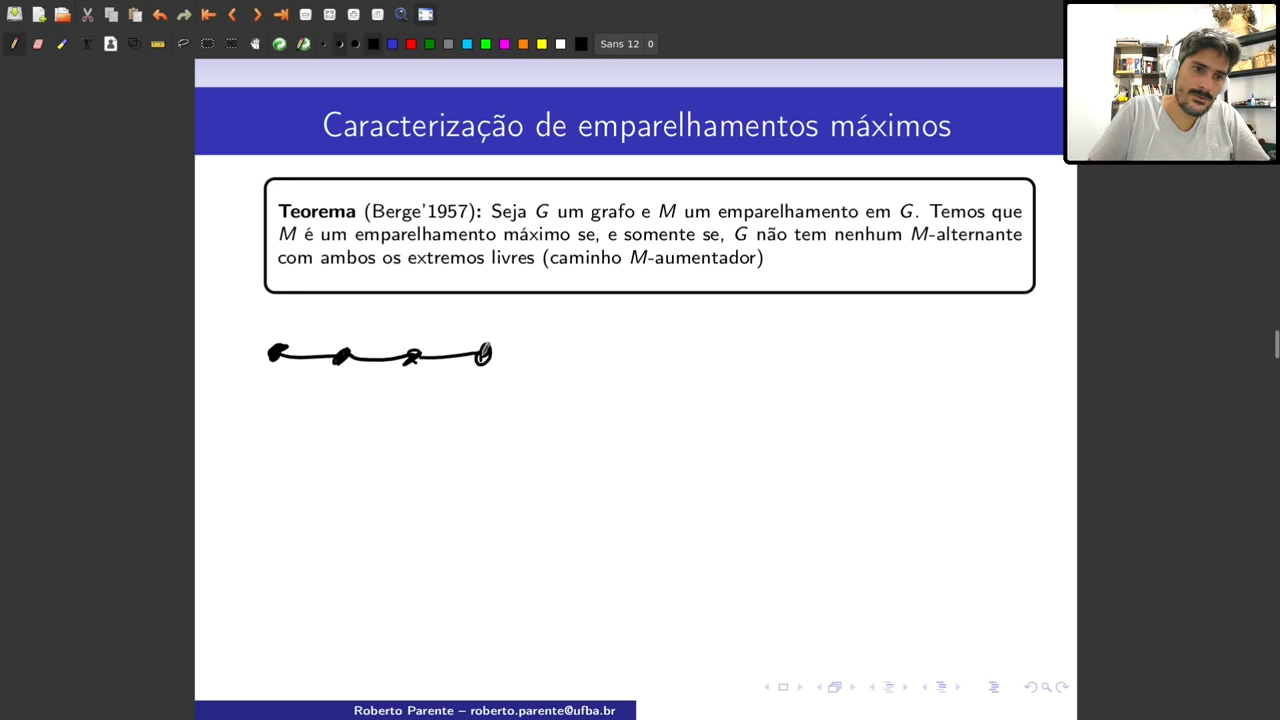 Sans 12 0
Caracterização de emparelhamentos máximos
Teorema (Berge'1957): Seja G um grafo e M um emparelhamento em G. Temos que
M é um emparelhamento máximo se, e somente se, G não tem nenhum M-alternante
com ambos os extremos livres (caminho M-aumentador)
Roberto Parente – roberto.parente@ufba.br